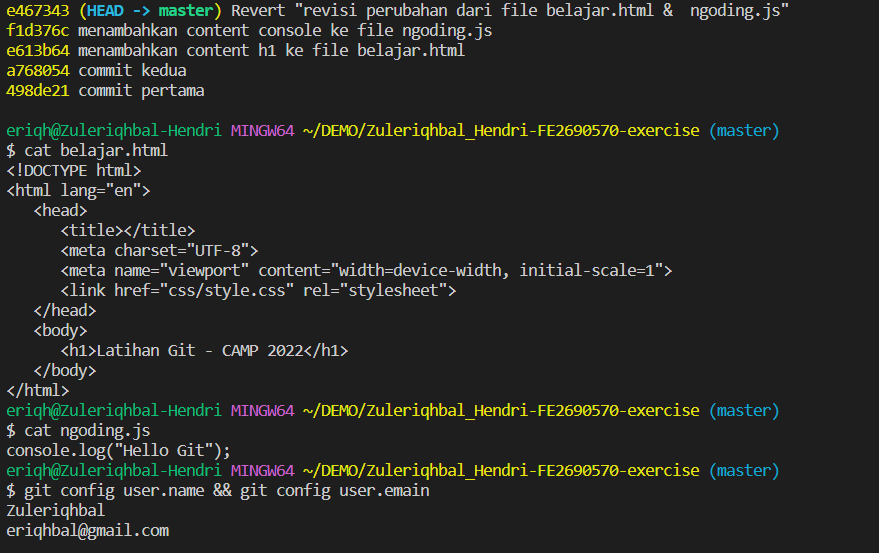 e467343 (HEAD -> master) Revert "revisi perubahan dari file belajar.html &  ngoding.js"
f1d376c menambahkan content console ke file ngoding.js
e613b64 menambahkan content h1 ke file belajar.html
a768054 commit kedua
498de21 commit pertama

eriqh@Zuleriqhbal-Hendri MINGW64 ~/DEMO/Zuleriqhbal_Hendri-FE2690570-exercise (master)
$ cat belajar.html
<!DOCTYPE html>
<html lang="en">
   <head>
      <title></title>
      <meta charset="UTF-8">
      <meta name="viewport" content="width=device-width, initial-scale=1">
      <link href="css/style.css" rel="stylesheet">
   </head>
   <body>
      <h1>Latihan Git - CAMP 2022</h1>
   </body>
</html>
eriqh@Zuleriqhbal-Hendri MINGW64 ~/DEMO/Zuleriqhbal_Hendri-FE2690570-exercise (master)
$ cat ngoding.js
console.log("Hello Git");
eriqh@Zuleriqhbal-Hendri MINGW64 ~/DEMO/Zuleriqhbal_Hendri-FE2690570-exercise (master)
$ git config user.name && git config user.emain
Zuleriqhbal
eriqhbal@gmail.com